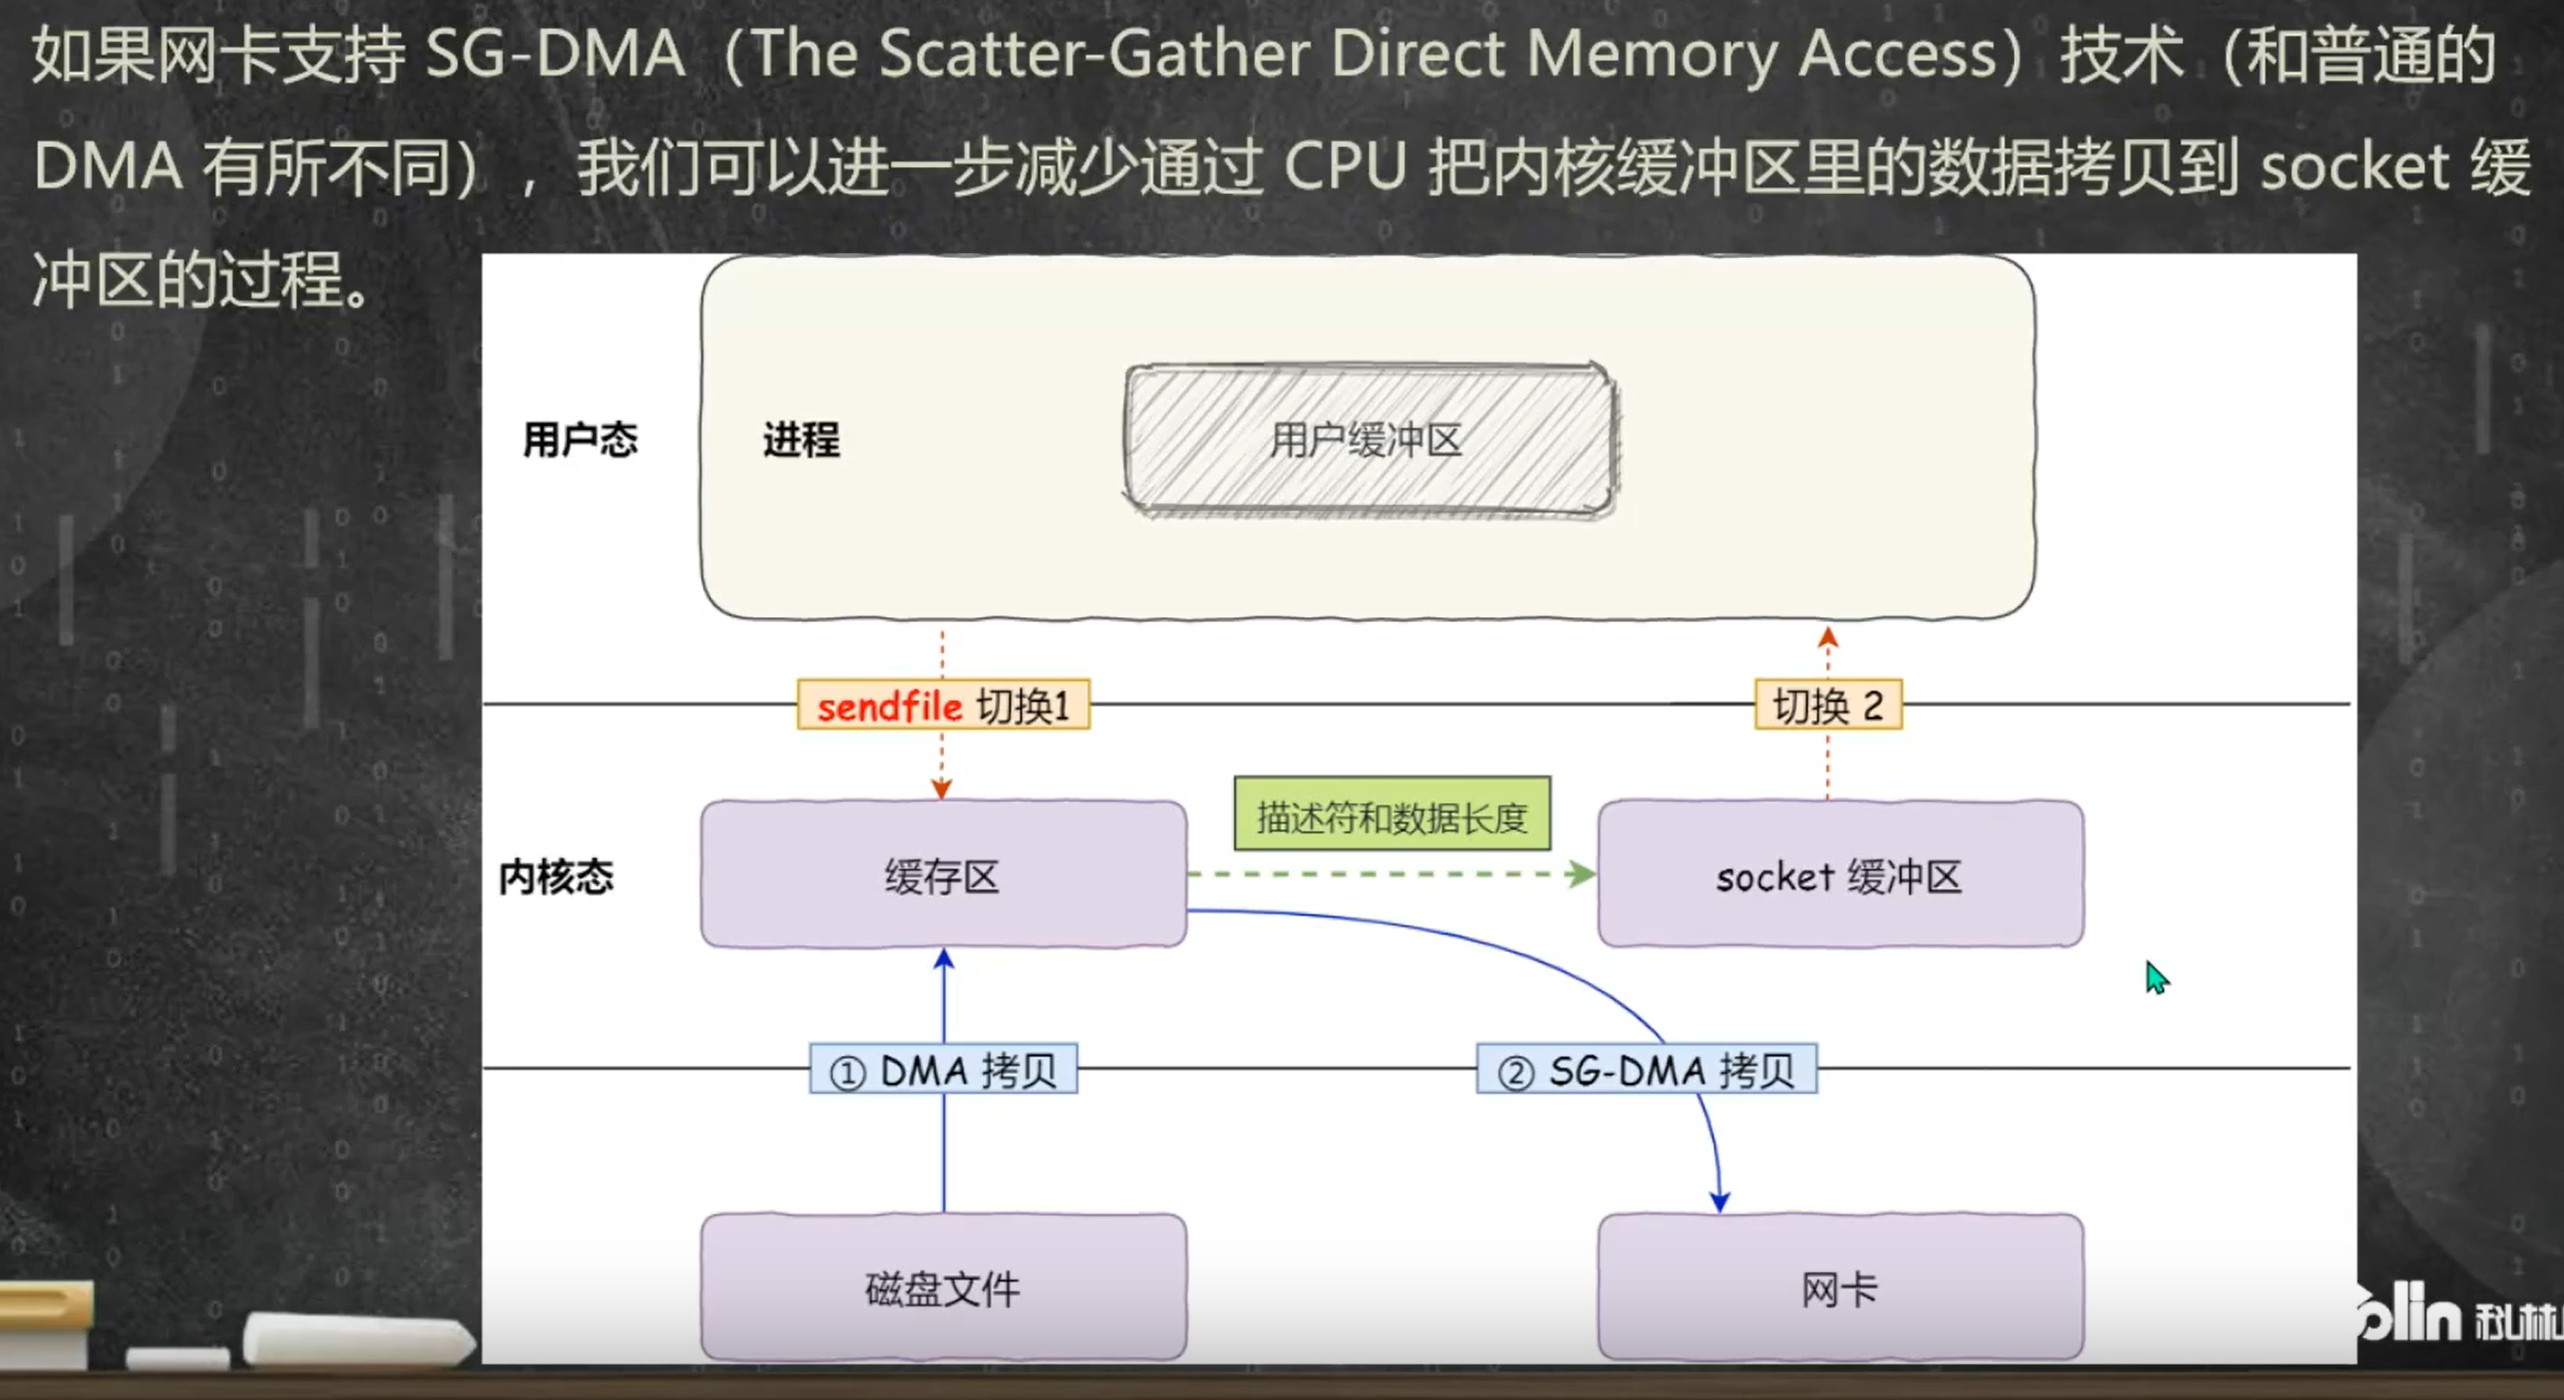 如果网卡支持 SG-DMA（The Scatter-Gather Direct Memory Access）技术（和普通的
DMA 有所不同），我们可以进一步减少通过 CPU 把内核缓冲区里的数据拷贝到 socket 缓
冲区的过程。
用户态
进程
用户缓冲区
sendfile 切换1
切换 2
描述符和数据长度
内核态
缓存区
socket 缓冲区
① DMA 拷贝
② SG-DMA 拷贝
磁盘文件
网卡
olin 科林